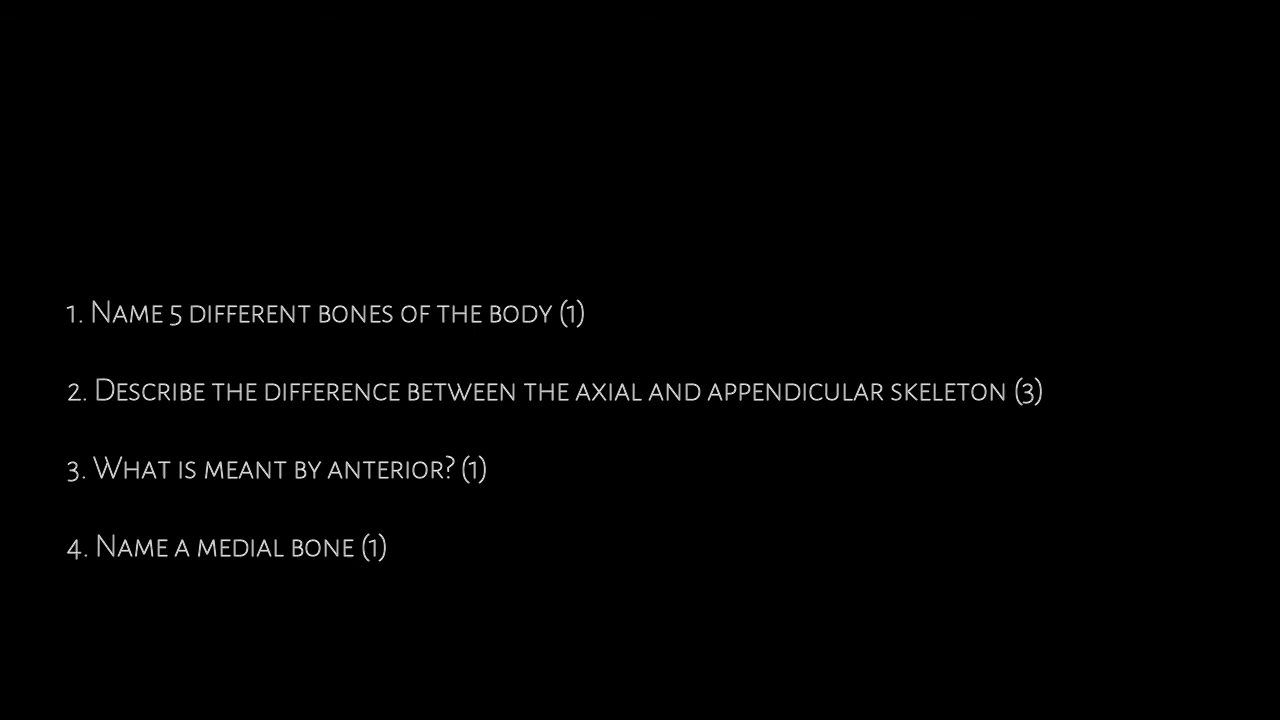 1. Name 5 different bones of the body (1)
2. Describe the difference between the axial and appendicular skeleton (3)
3. What is meant by anterior? (1)
4. Name a medial bone (1)